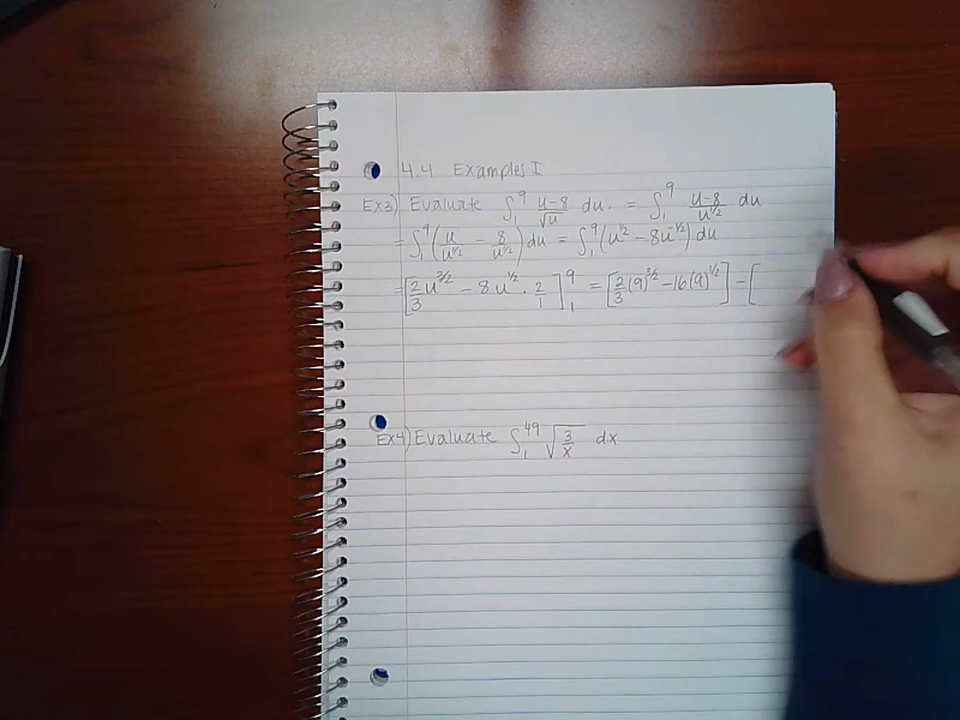 4.4 Examples I
Ex3) Evaluate ∫₁⁹ (u-8)/√u du. = ∫₁⁹ (u-8)/u^(1/2) du
= ∫₁⁹ (u/u^(1/2) - 8/u^(1/2)) du = ∫₁⁹ (u^(1/2) - 8u^(-1/2)) du
= [2/3 u^(3/2) - 8u^(1/2) · 2/1]₁⁹ = [2/3 (9)^(3/2) - 16(9)^(1/2)] - [
Ex4) Evaluate ∫₁⁴⁹ √(3/x) dx